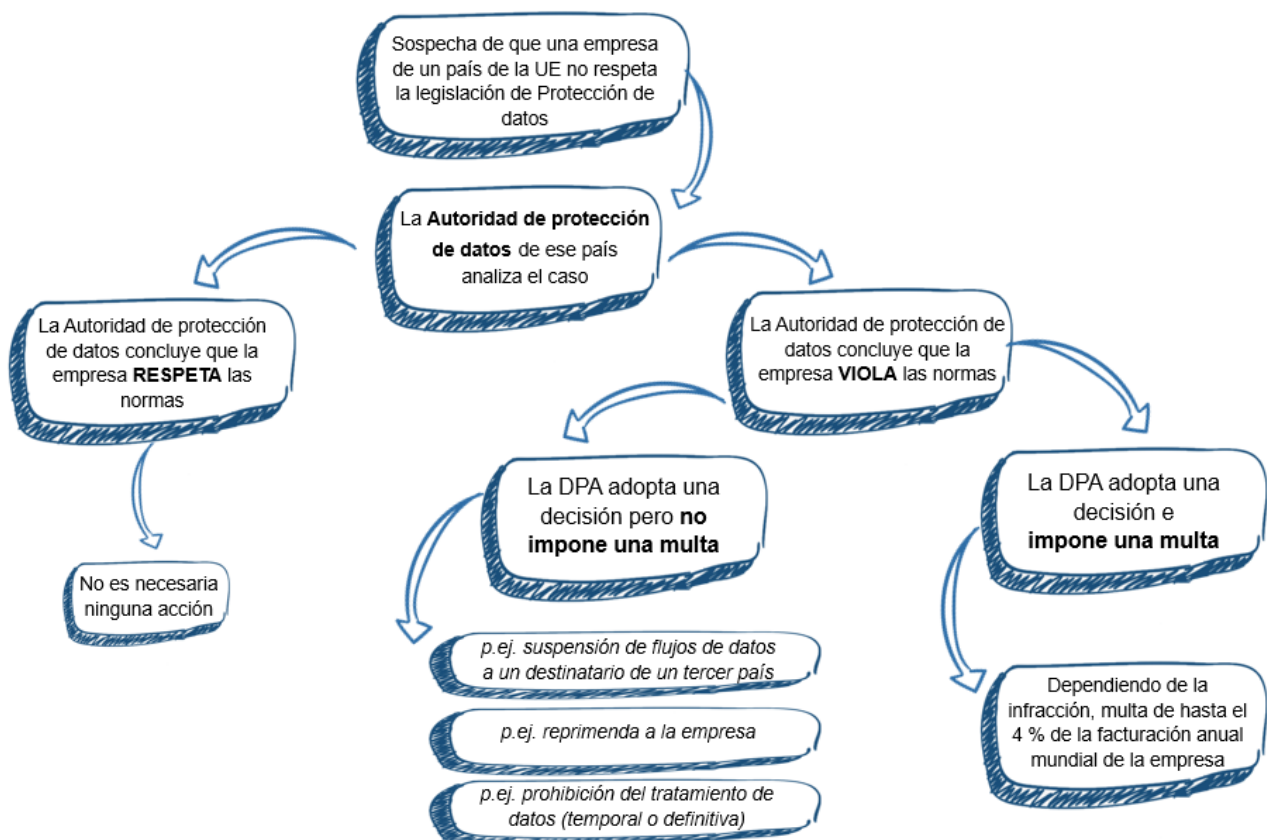 Sospecha de que una empresa
de un país de la UE no respeta
la legislación de Protección de
datos
La Autoridad de protección
de datos de ese país
analiza el caso
La Autoridad de protección
de datos concluye que la
empresa RESPETA las
normas
La Autoridad de protección de
datos concluye que la
empresa VIOLA las normas
No es necesaria
ninguna acción
La DPA adopta una
decisión pero no
impone una multa
La DPA adopta una
decisión e
impone una multa
p.ej. suspensión de flujos de datos
a un destinatario de un tercer país
p.ej. reprimenda a la empresa
p.ej. prohibición del tratamiento de
datos (temporal o definitiva)
Dependiendo de la
infracción, multa de hasta el
4 % de la facturación anual
mundial de la empresa